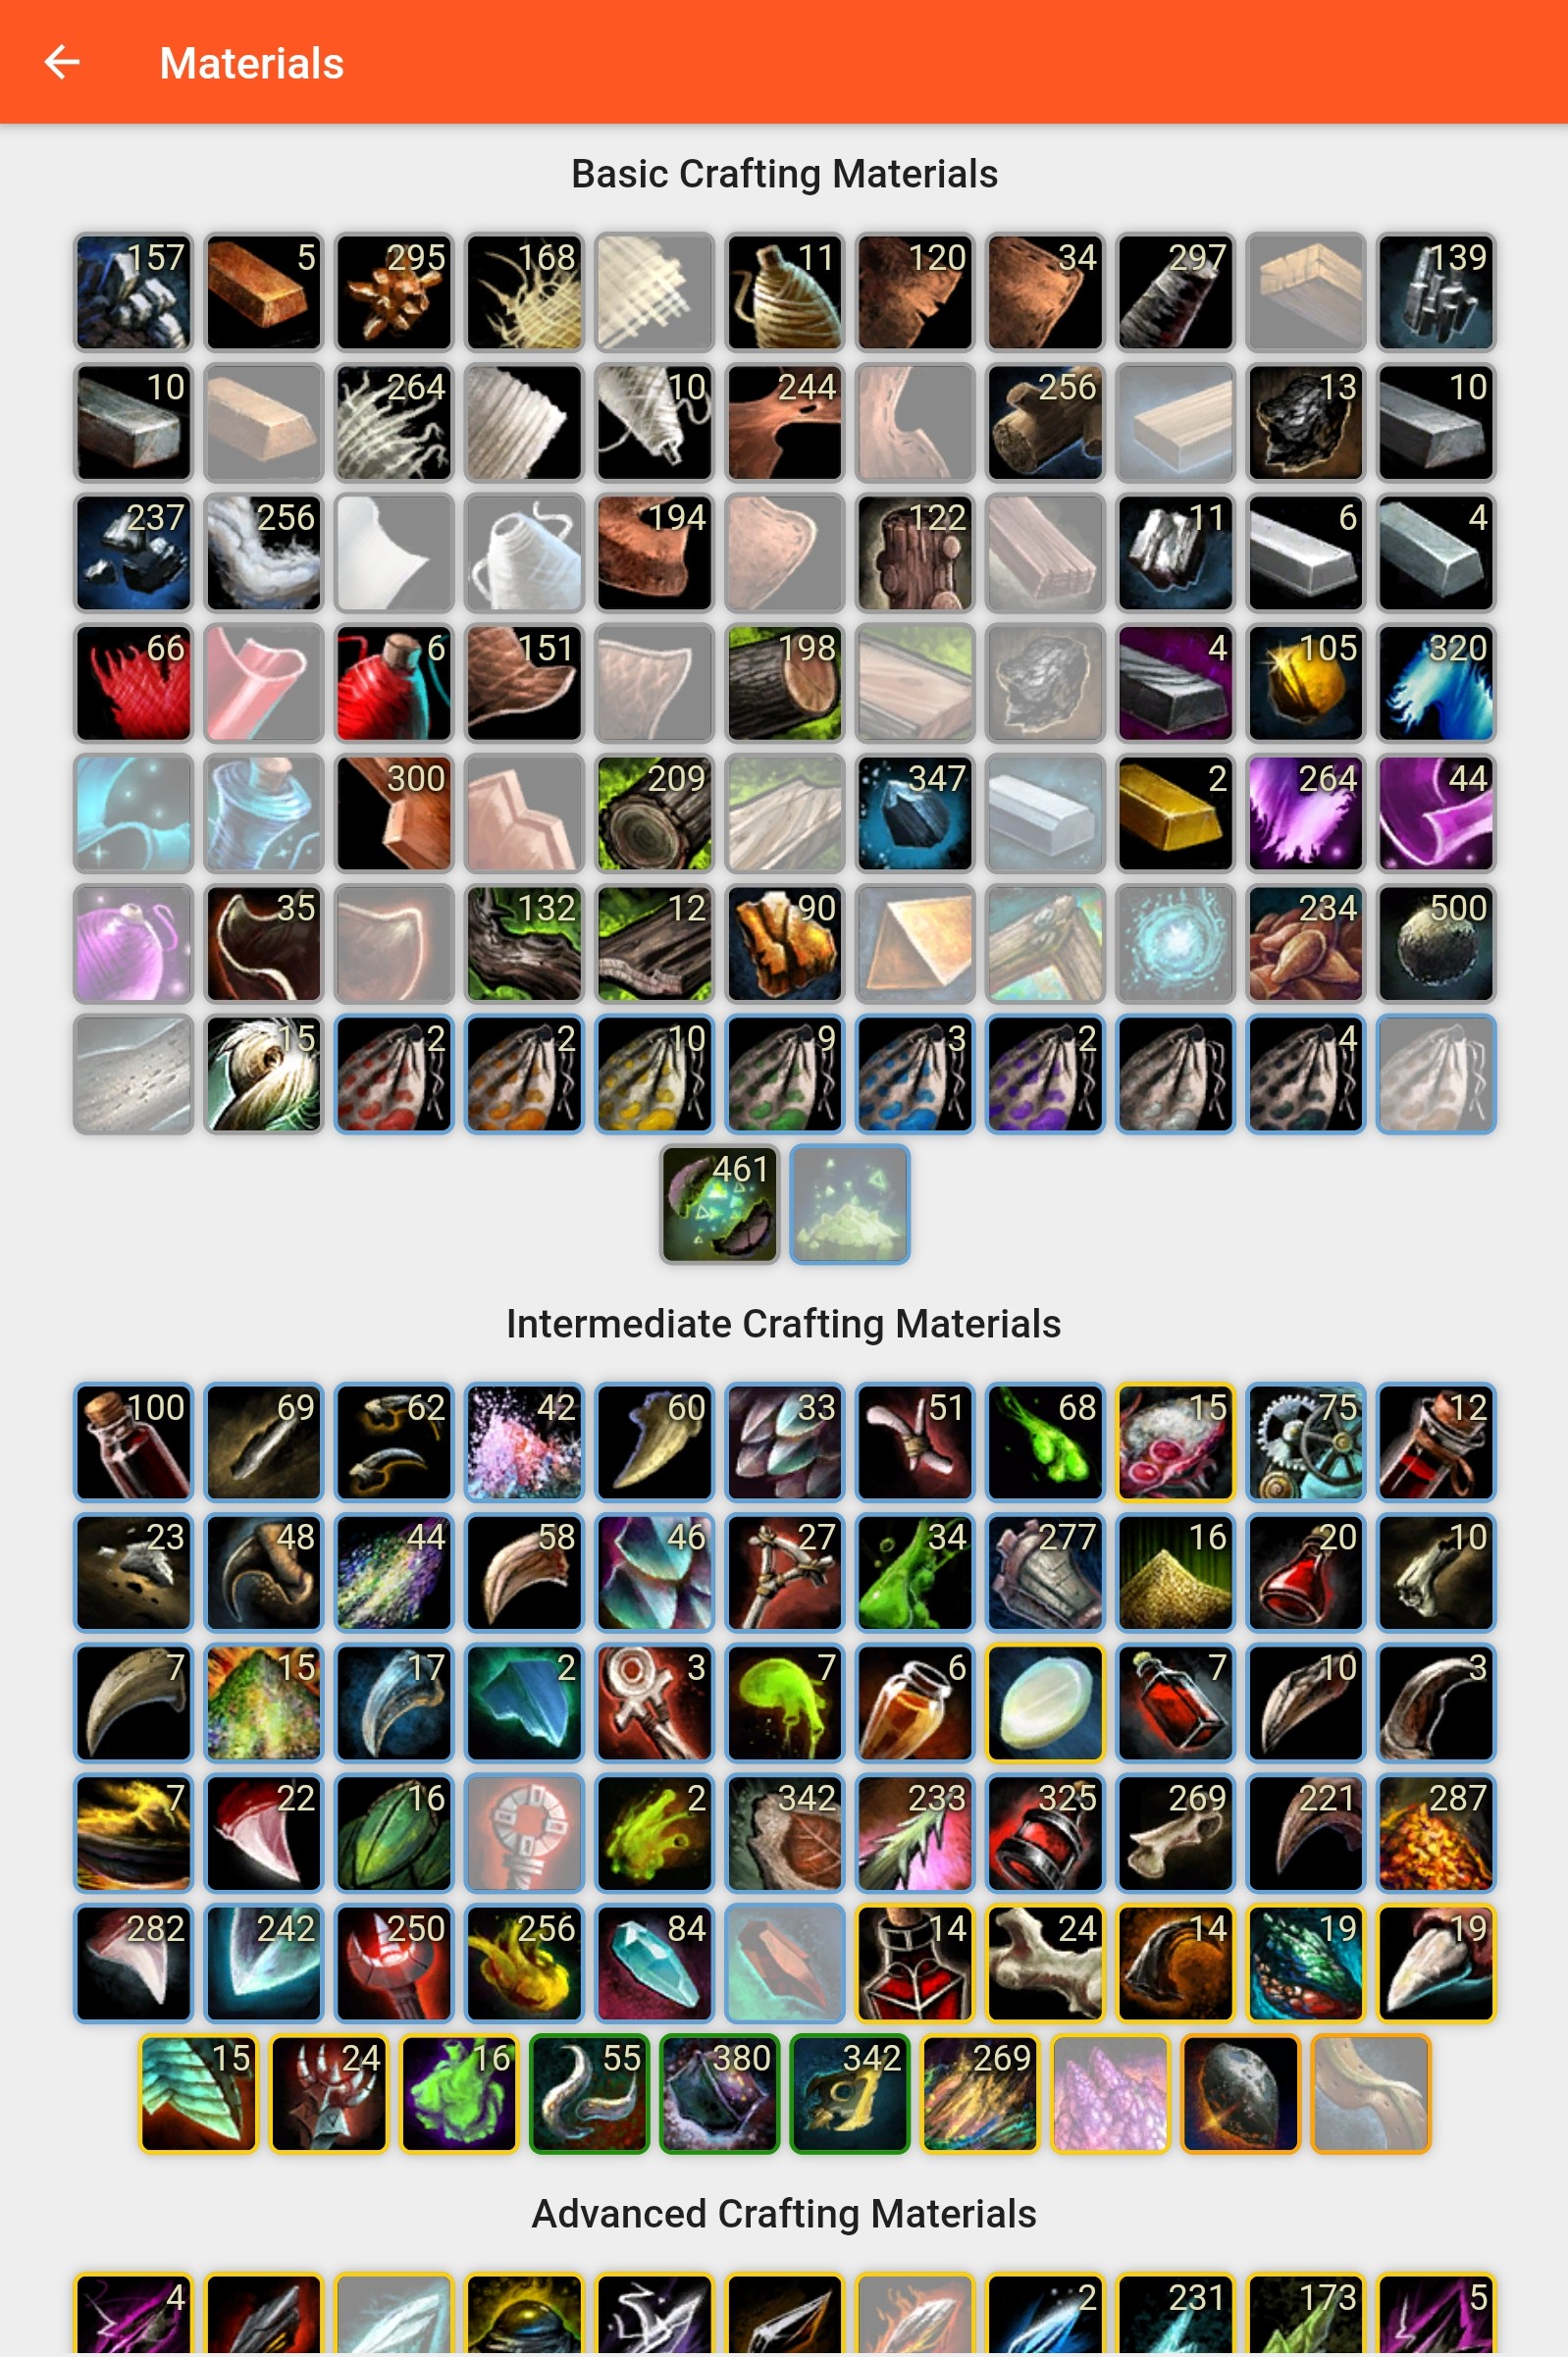 Materials
Basic Crafting Materials
157 5 295 168 11 120 34 297 139
10 264 10 244 256 13 10
237 256 194 122 11 6 4
66 6 151 198 4 105 320
300 209 347 2 264 44
35 132 12 90 234 500
15 2 2 10 9 3 2 4
461
Intermediate Crafting Materials
100 69 62 42 60 33 51 68 15 75 12
23 48 44 58 46 27 34 277 16 20 10
7 15 17 2 3 7 6 7 10 3
7 22 16 2 342 233 325 269 221 287
282 242 250 256 84 14 24 14 19 19
15 24 16 55 380 342 269
Advanced Crafting Materials
4 2 231 173 5